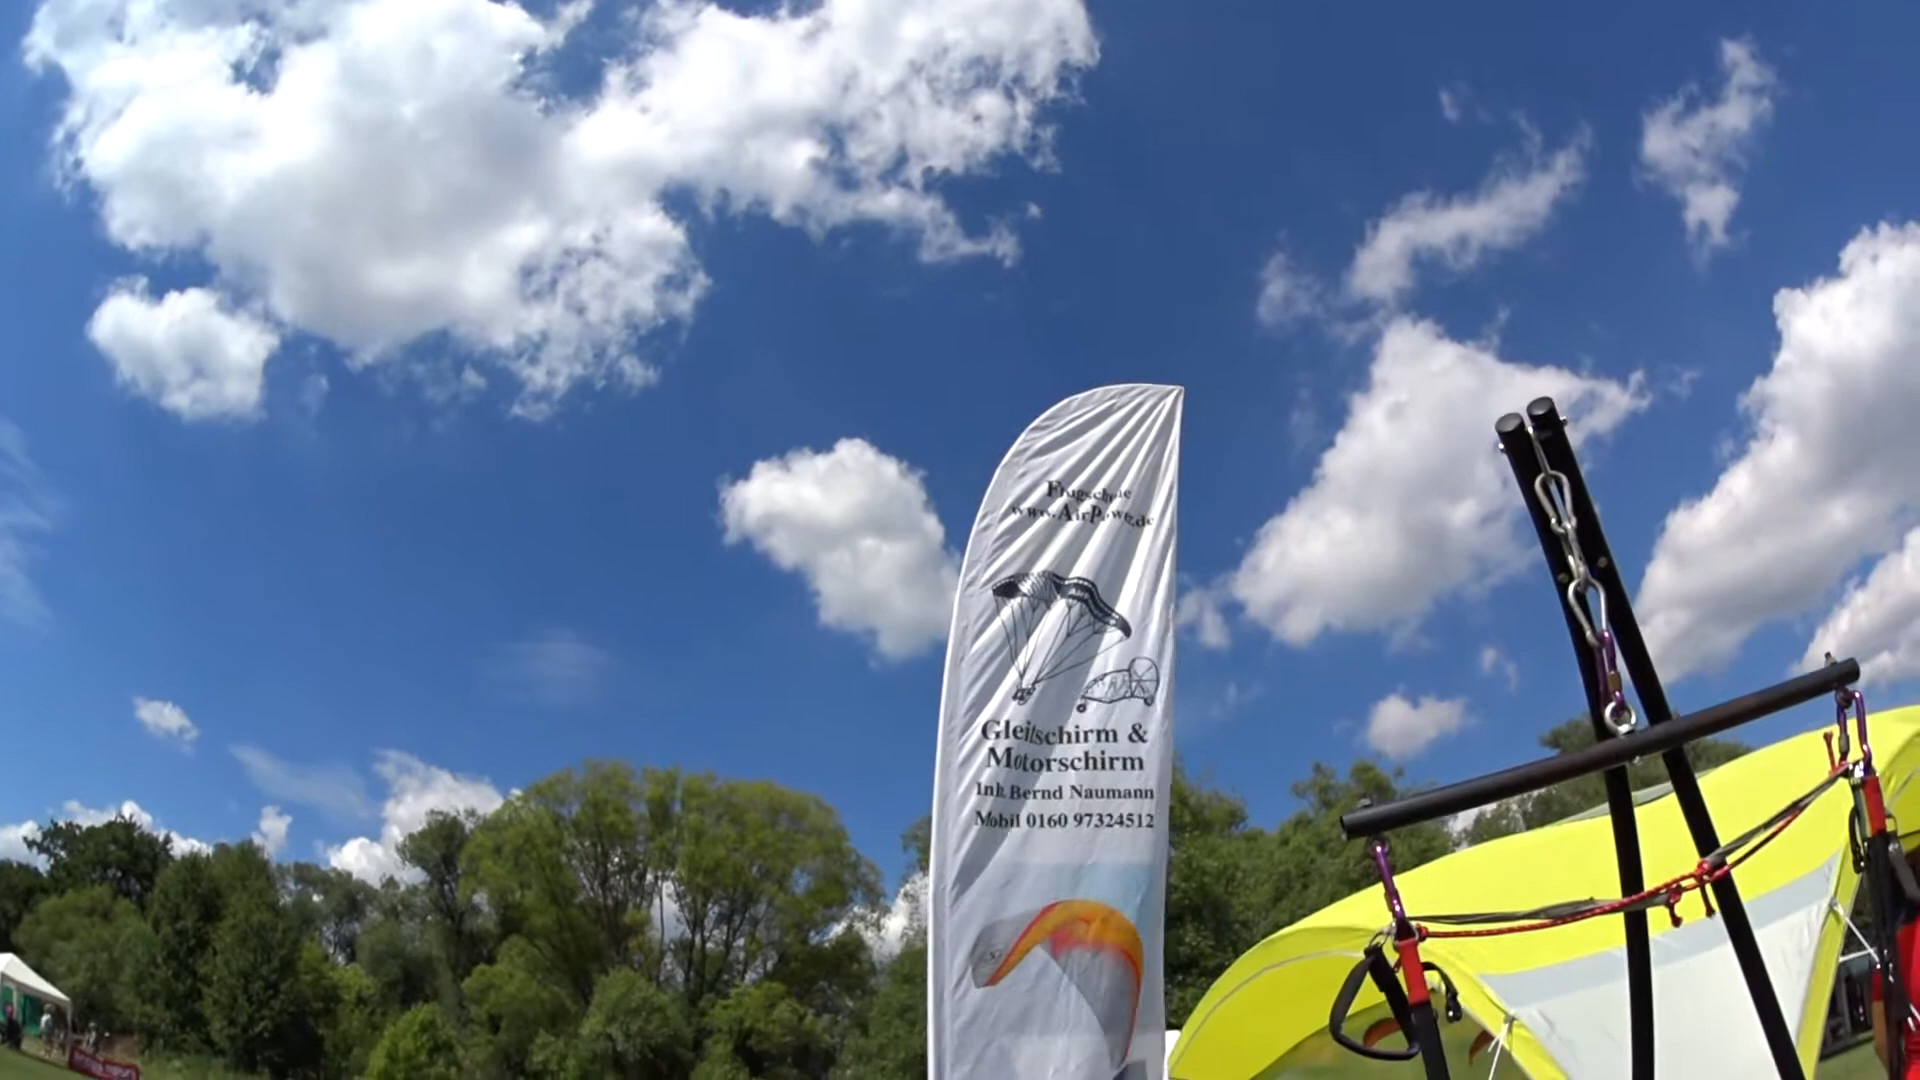 Flugschule
Gleitschirm &
Motorschirm
Inh. Bernd Naumann
Mobil 0160 97324512